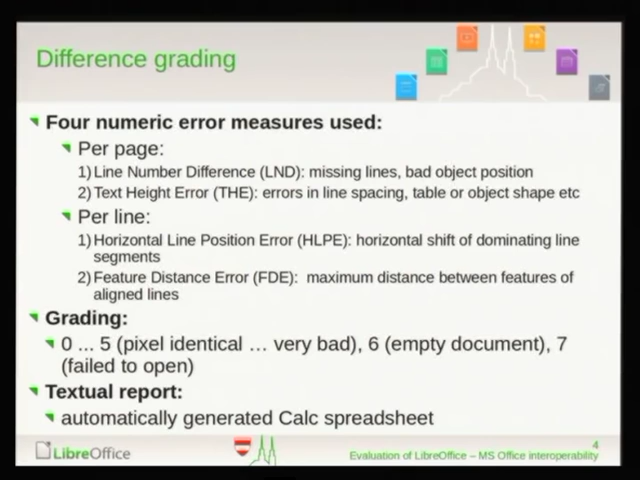 Difference grading
Four numeric error measures used:
Per page:
1) Line Number Difference (LND): missing lines, bad object position
2) Text Height Error (THE): errors in line spacing, table or object shape etc
Per line:
1) Horizontal Line Position Error (HLPE): horizontal shift of dominating line
segments
2) Feature Distance Error (FDE):  maximum distance between features of
aligned lines
Grading:
0 ... 5 (pixel identical … very bad), 6 (empty document), 7
(failed to open)
Textual report:
automatically generated Calc spreadsheet
LibreOffice
4
Evaluation of LibreOffice – MS Office interoperability